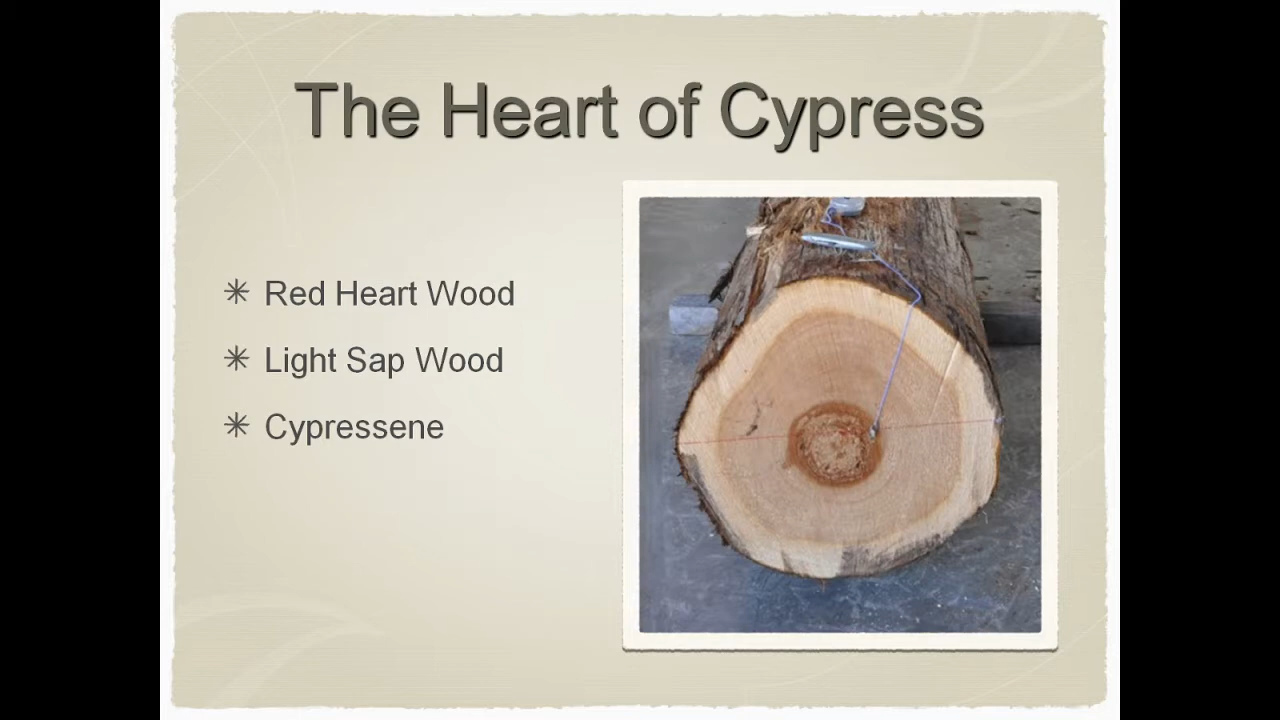 The Heart of Cypress
Red Heart Wood
Light Sap Wood
Cypressene